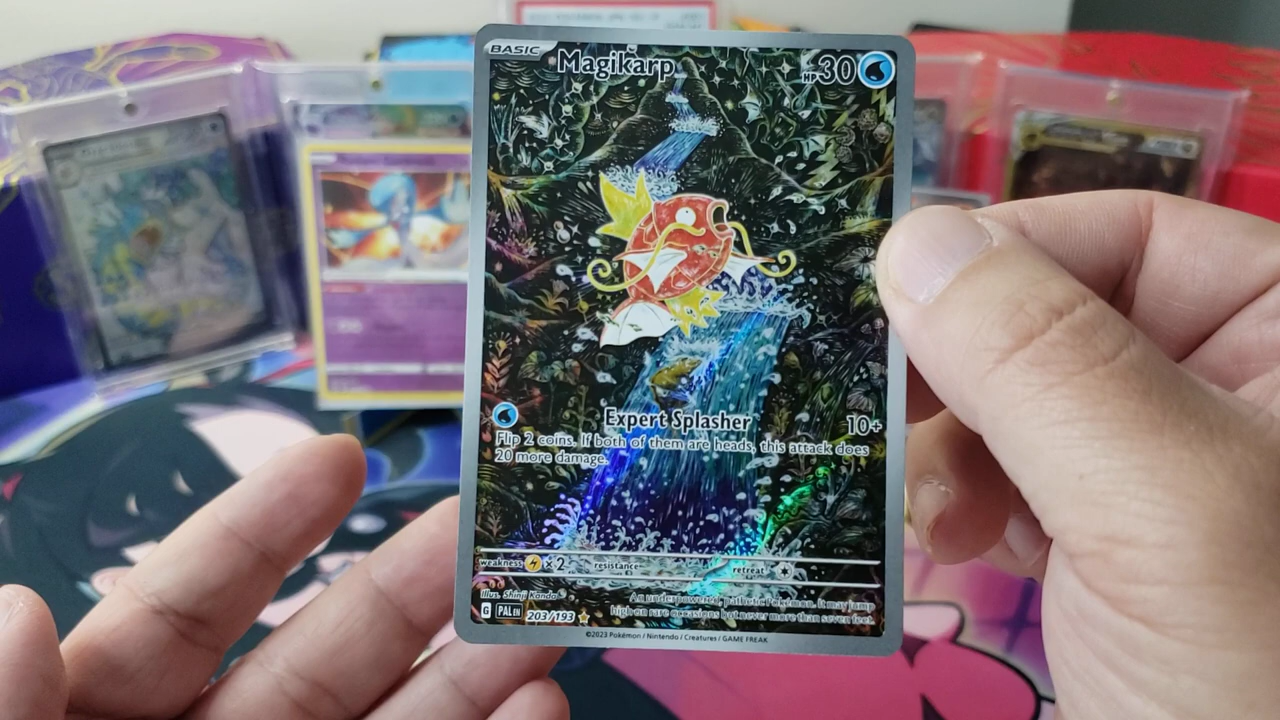 BASIC Magikarp HP 30
Expert Splasher 10+
Flip 2 coins. If both of them are heads, this attack does
20 more damage.
weakness ×2 resistance retreat
Illus. Shinji Kanda
An underpowered, pathetic Pokémon. It may jump
high on rare occasions but never more than seven feet.
G PAL EN 203/193
©2023 Pokémon / Nintendo / Creatures / GAME FREAK